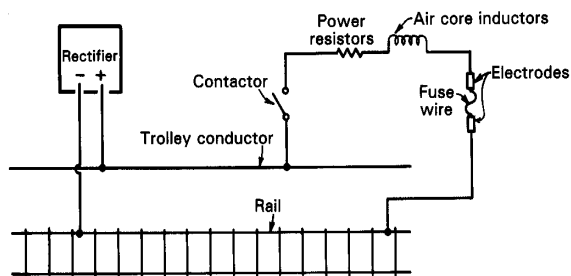 Power
resistors
Air core inductors
Rectifier
- +
Contactor
Electrodes
Fuse
wire
Trolley conductor
Rail